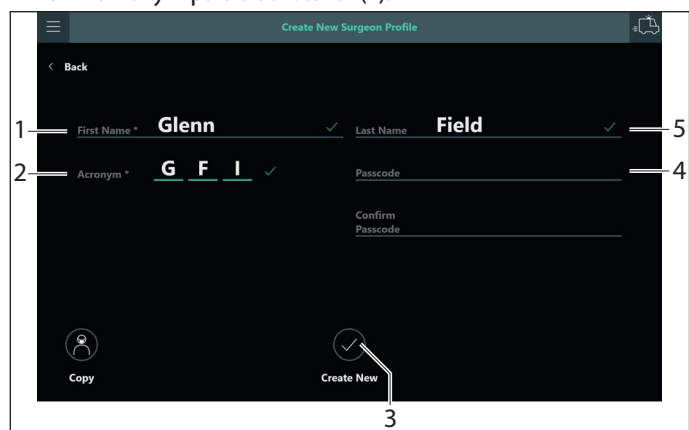 Create New Surgeon Profile
< Back
1 First Name * Glenn Last Name Field 5
2 Acronym * G F I Passcode 4
Confirm
Passcode
Copy Create New
3